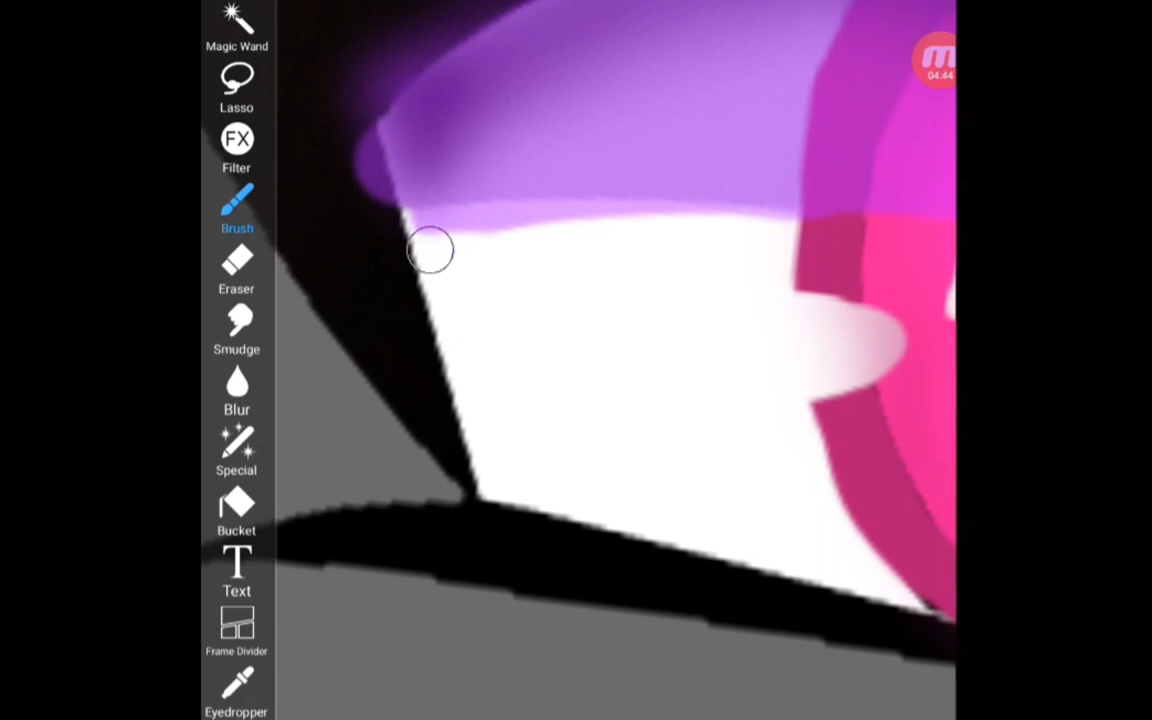 Magic Wand
Lasso
FX
Filter
Brush
Eraser
Smudge
Blur
Special
Bucket
T
Text
Frame Divider
Eyedropper
m
04:44